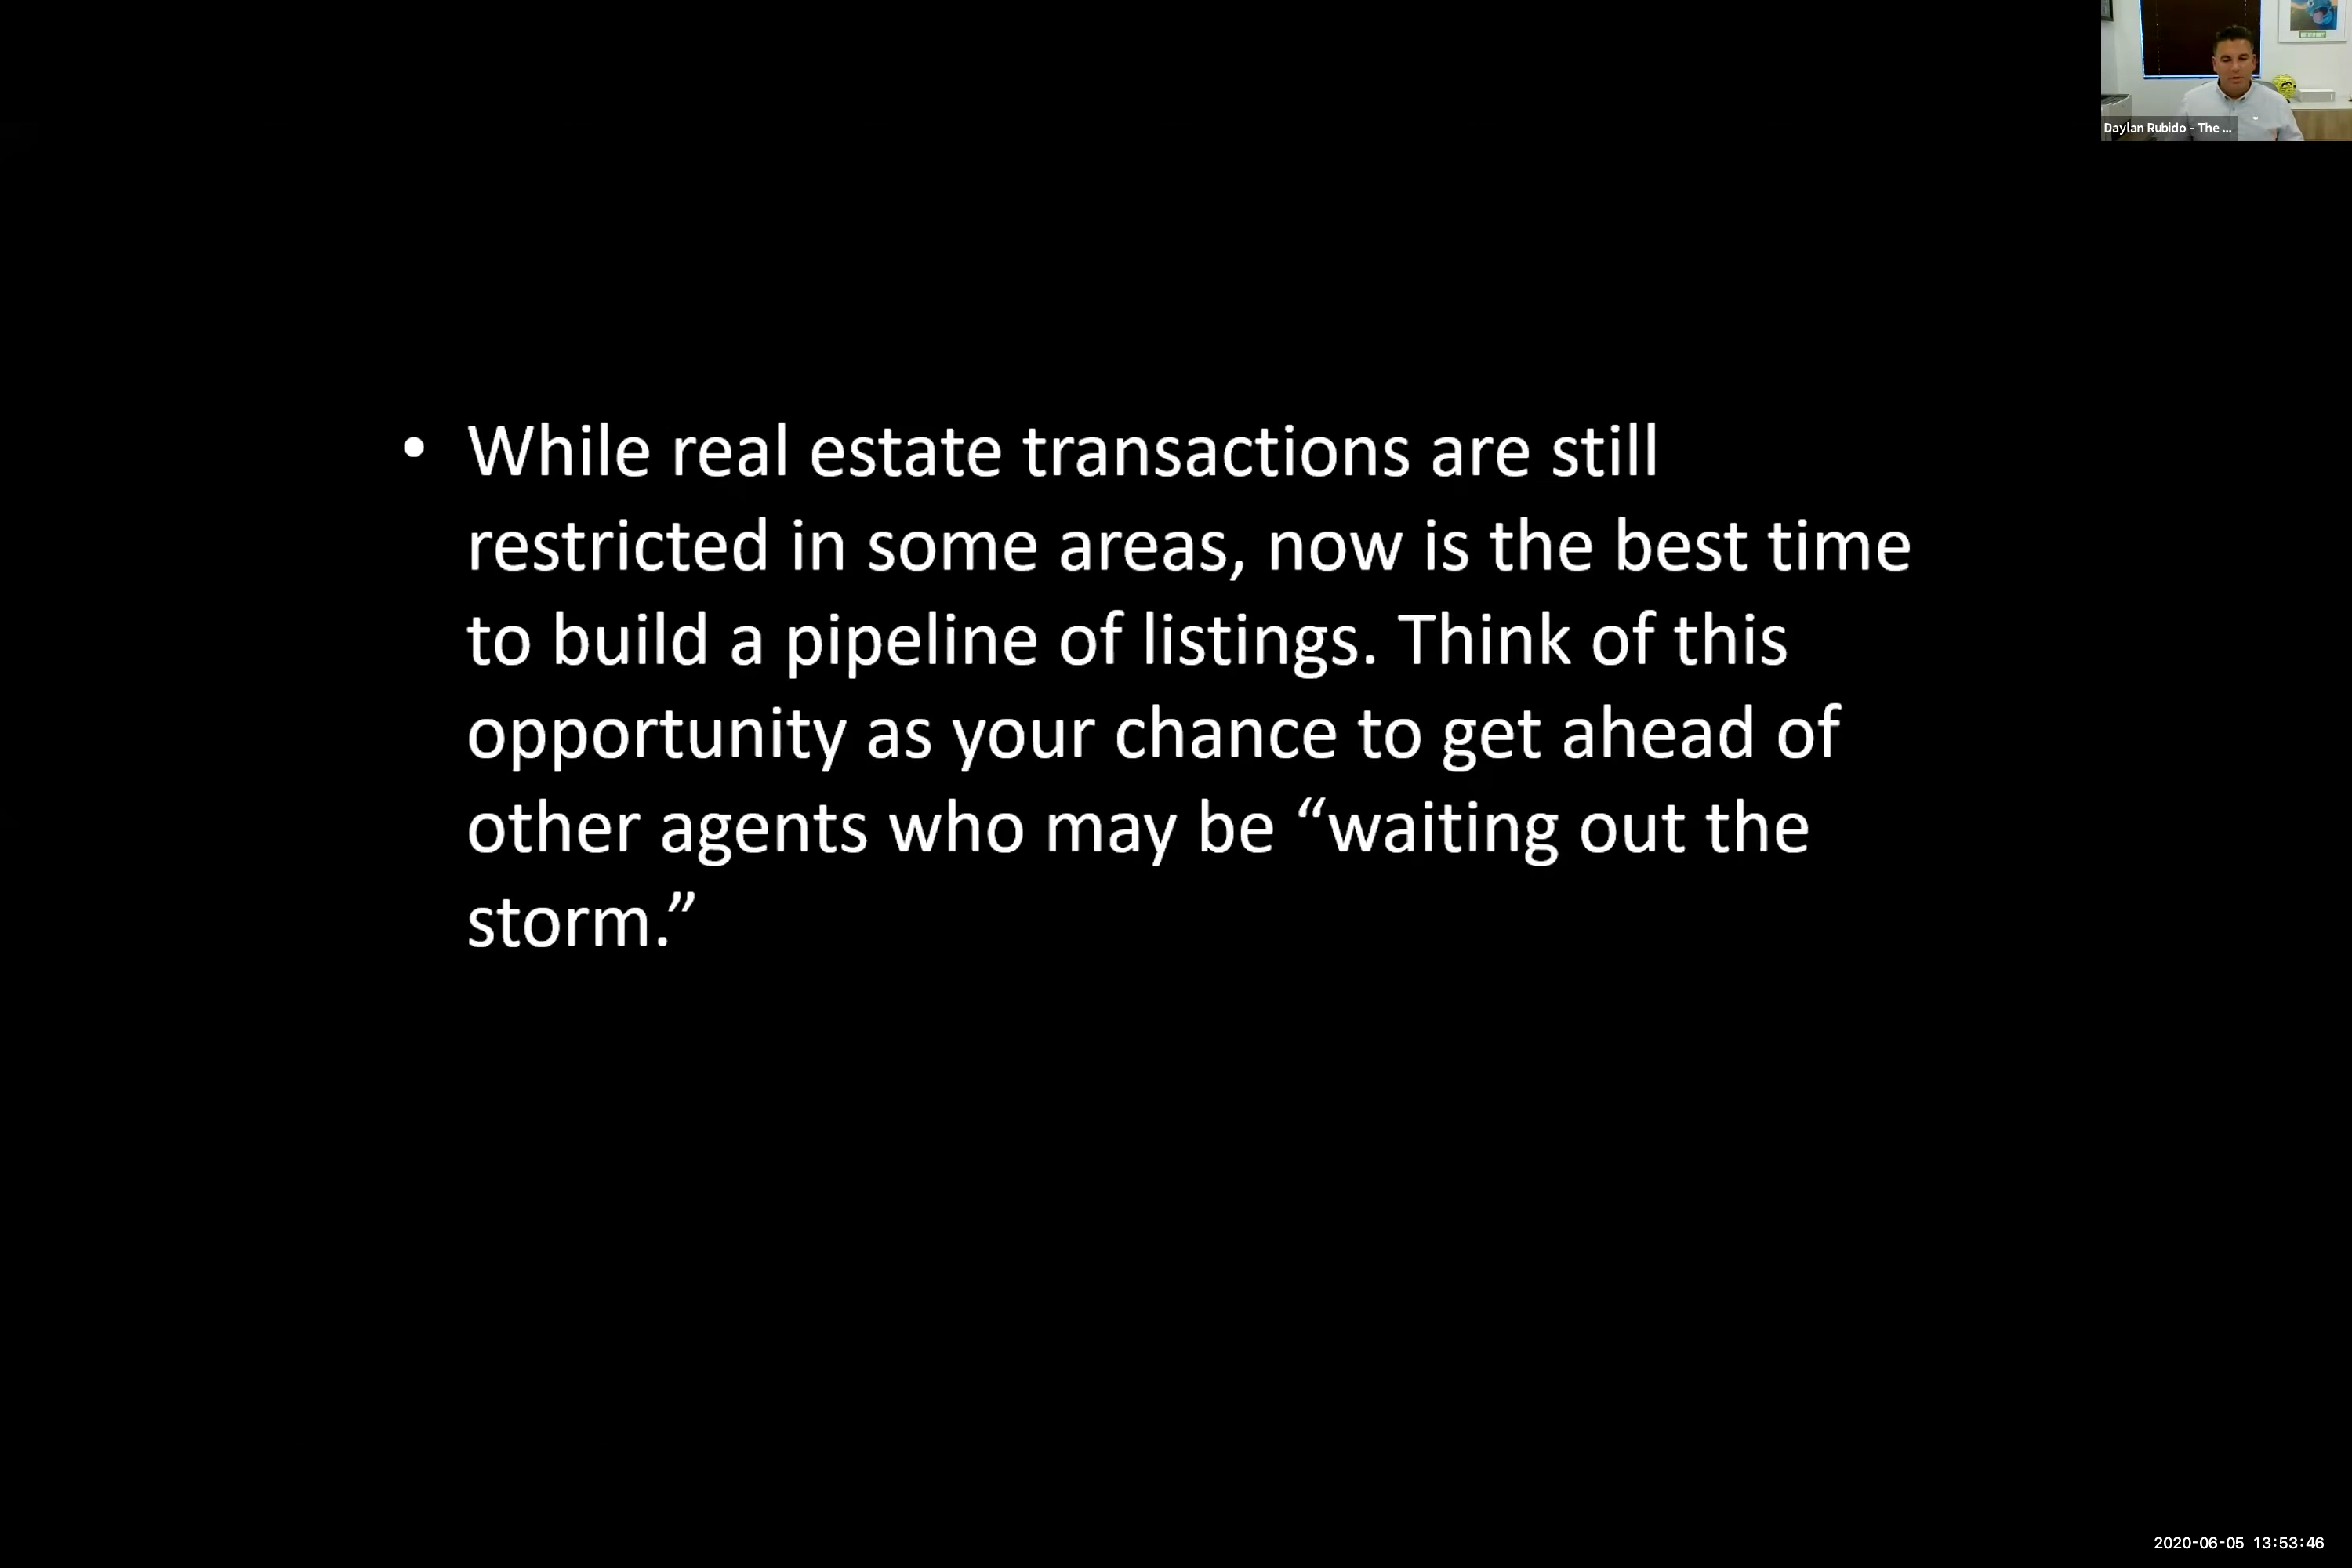 Daylan Rubido - The ...
• While real estate transactions are still
restricted in some areas, now is the best time
to build a pipeline of listings. Think of this
opportunity as your chance to get ahead of
other agents who may be “waiting out the
storm.”
2020-06-05 13:53:46